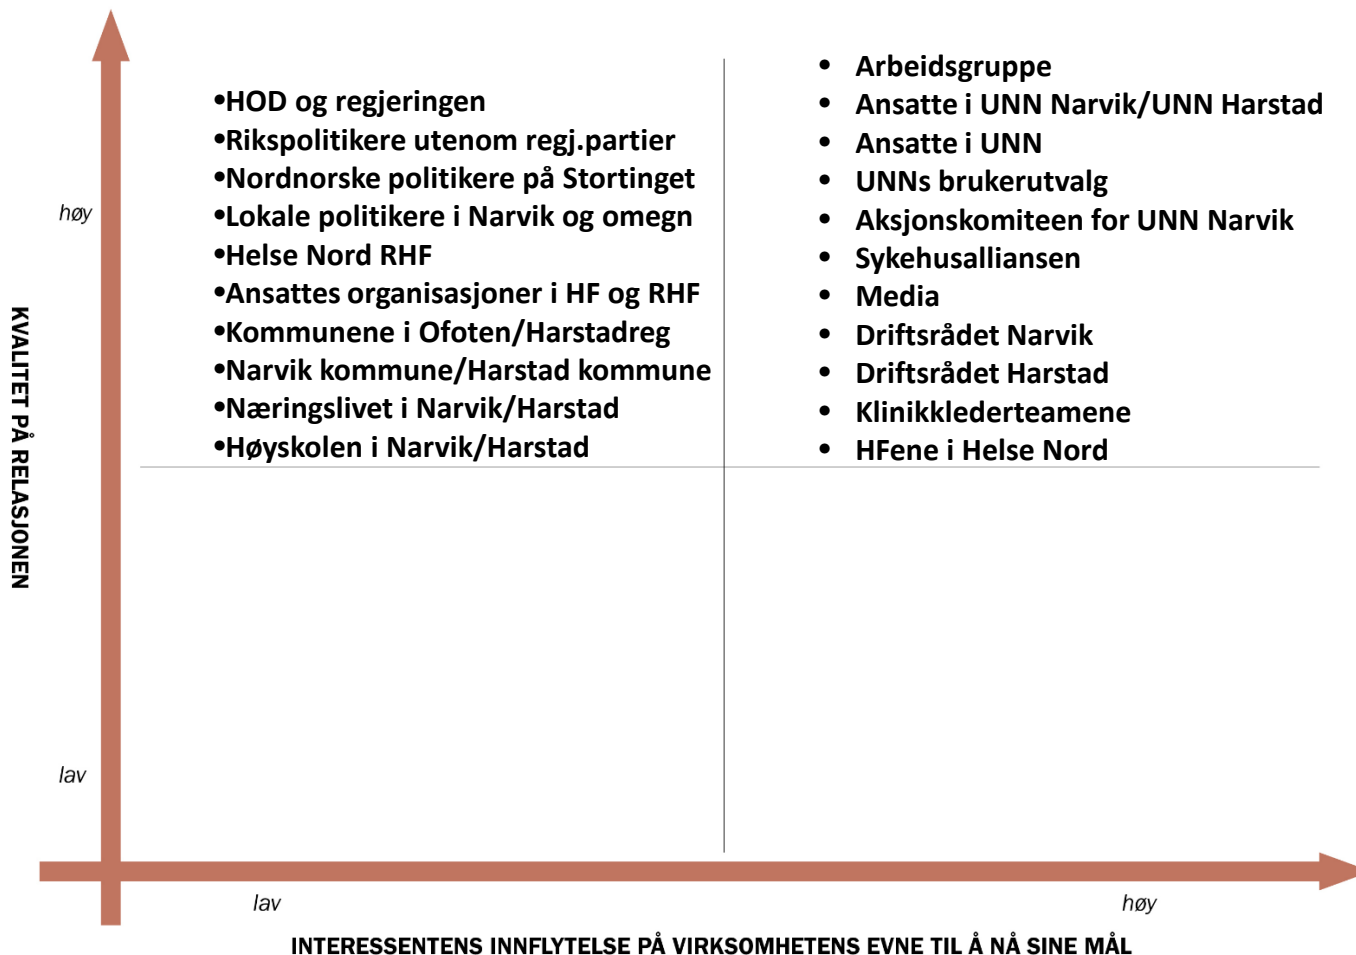 •HOD og regjeringen
•Rikspolitikere utenom regj.partier
•Nordnorske politikere på Stortinget
•Lokale politikere i Narvik og omegn
•Helse Nord RHF
•Ansattes organisasjoner i HF og RHF
•Kommunene i Ofoten/Harstadreg
•Narvik kommune/Harstad kommune
•Næringslivet i Narvik/Harstad
•Høyskolen i Narvik/Harstad
• Arbeidsgruppe
• Ansatte i UNN Narvik/UNN Harstad
• Ansatte i UNN
• UNNs brukerutvalg
• Aksjonskomiteen for UNN Narvik
• Sykehusalliansen
• Media
• Driftsrådet Narvik
• Driftsrådet Harstad
• Klinikklederteamene
• HFene i Helse Nord
høy
KVALITET PÅ RELASJONEN
lav
lav
høy
INTERESSENTENS INNFLYTELSE PÅ VIRKSOMHETENS EVNE TIL Å NÅ SINE MÅL